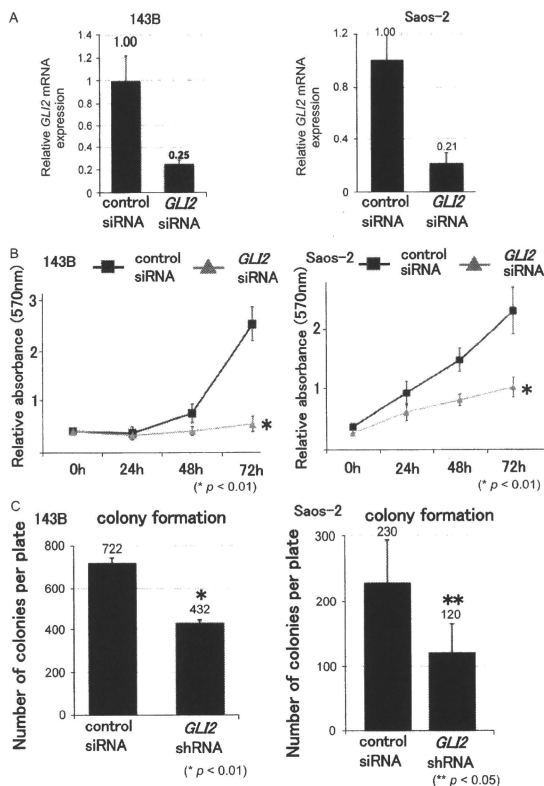 A
143B
Relative GLI2 mRNA
expression
1.2
1
0.8
0.6
0.4
0.2
0
1.00
0.25
control
siRNA
GLI2
siRNA
Saos-2
Relative GLI2 mRNA
expression
1.2
0.8
0.4
0
1.00
0.21
control
siRNA
GLI2
siRNA
B
143B
control
siRNA
GLI2
siRNA
Relative absorbance (570nm)
3
2
1
*
0h 24h 48h 72h
(* p < 0.01)
Saos-2
control
siRNA
GLI2
siRNA
Relative absorbance (570nm)
2
1
*
0h 24h 48h 72h
(* p < 0.01)
C
143B
colony formation
Number of colonies per plate
800
600
400
200
0
722
*
432
control
siRNA
GLI2
shRNA
(* p < 0.01)
Saos-2
colony formation
Number of colonies per plate
300
200
100
0
230
**
120
control
siRNA
GLI2
shRNA
(** p < 0.05)